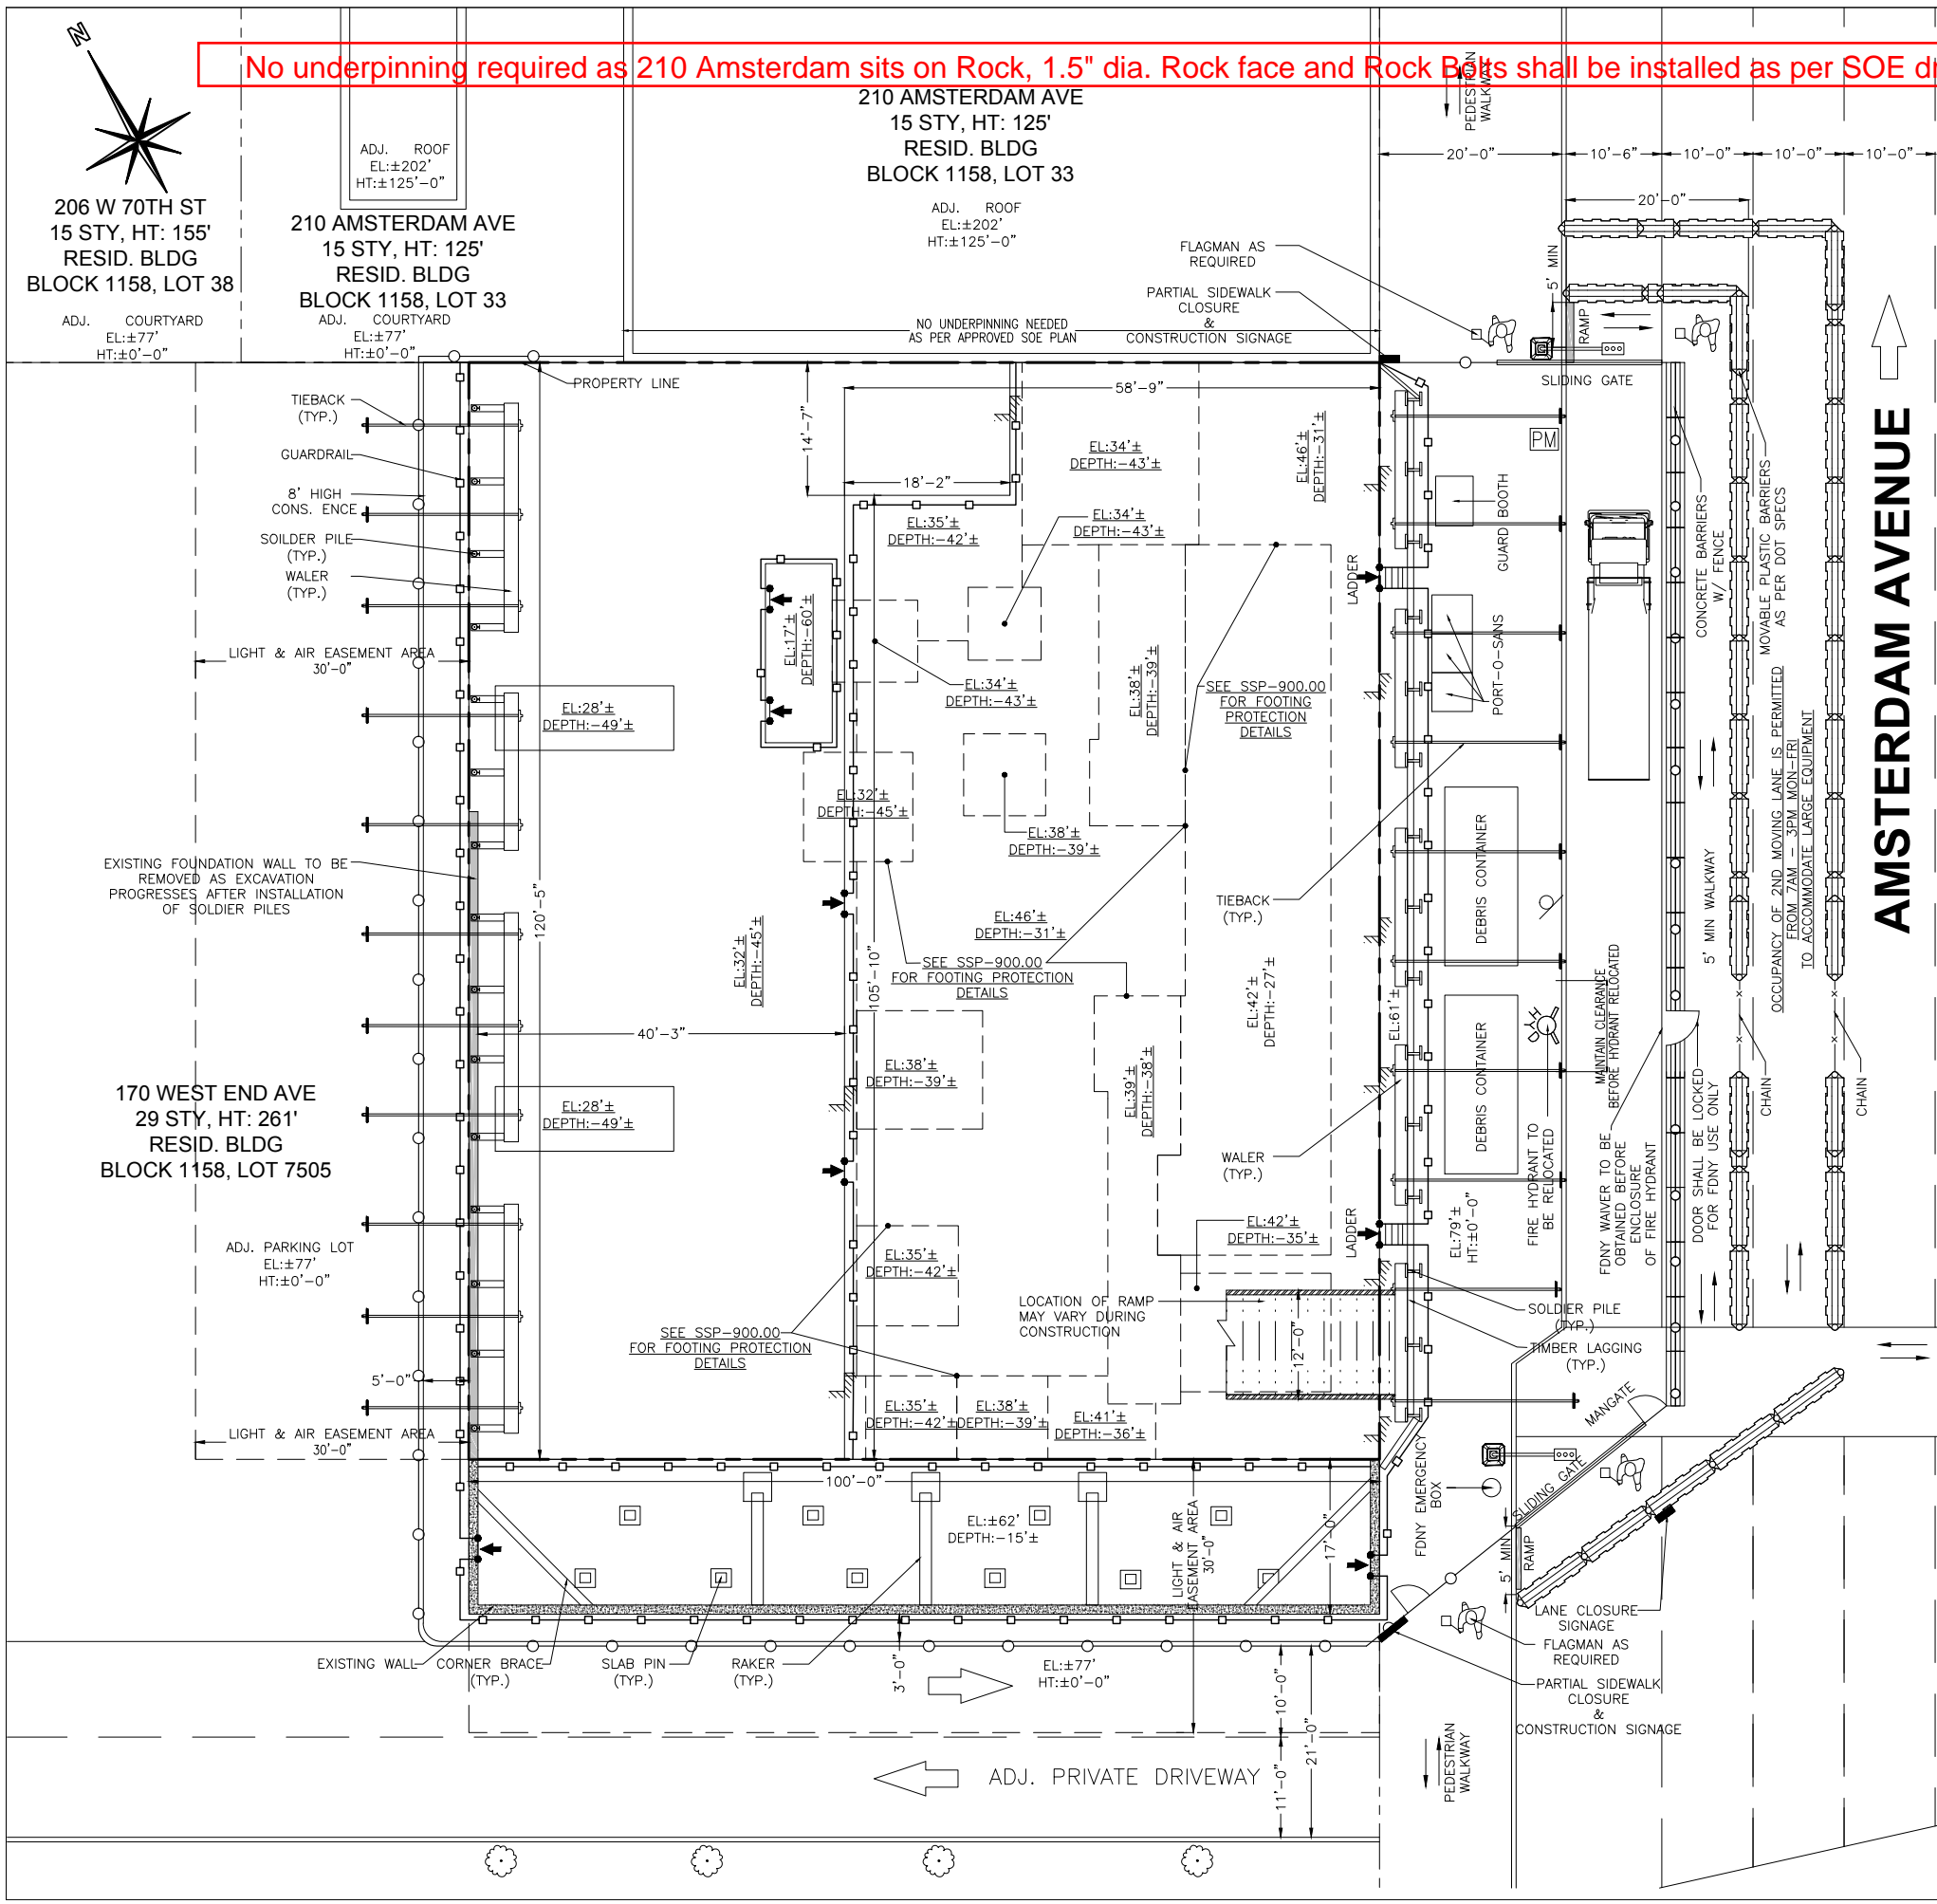 N
No underpinning required as 210 Amsterdam sits on Rock, 1.5" dia. Rock face and Rock Bolts shall be installed as per SOE dr
206 W 70TH ST
15 STY, HT: 155'
RESID. BLDG
BLOCK 1158, LOT 38
ADJ. COURTYARD
EL:±77'
HT:±0'-0"
ADJ. ROOF
EL:±202'
HT:±125'-0"
210 AMSTERDAM AVE
15 STY, HT: 125'
RESID. BLDG
BLOCK 1158, LOT 33
ADJ. COURTYARD
EL:±77'
HT:±0'-0"
210 AMSTERDAM AVE
15 STY, HT: 125'
RESID. BLDG
BLOCK 1158, LOT 33
ADJ. ROOF
EL:±202'
HT:±125'-0"
NO UNDERPINNING NEEDED
AS PER APPROVED SOE PLAN
FLAGMAN AS
REQUIRED
PARTIAL SIDEWALK
CLOSURE
&
CONSTRUCTION SIGNAGE
PEDESTRIAN
WALKWAY
20'-0"
10'-6"
10'-0"
10'-0"
10'-0"
20'-0"
5' MIN
RAMP
SLIDING GATE
PROPERTY LINE
TIEBACK
(TYP.)
GUARDRAIL
8' HIGH
CONS. ENCE
SOILDER PILE
(TYP.)
WALER
(TYP.)
LIGHT & AIR EASEMENT AREA
30'-0"
58'-9"
14'-7"
18'-2"
EL:34'±
DEPTH:-43'±
EL:46'±
DEPTH:-31'±
EL:35'±
DEPTH:-42'±
EL:34'±
DEPTH:-43'±
EL:17'±
DEPTH:-60'±
EL:34'±
DEPTH:-43'±
EL:38'±
DEPTH:-39'±
SEE SSP-900.00
FOR FOOTING
PROTECTION
DETAILS
LADDER
PM
GUARD BOOTH
PORT-O-SANS
CONCRETE BARRIERS
W/ FENCE
MOVABLE PLASTIC BARRIERS
AS PER DOT SPECS
AMSTERDAM AVENUE
EL:28'±
DEPTH:-49'±
EL:32'±
DEPTH:-45'±
EL:38'±
DEPTH:-39'±
EXISTING FOUNDATION WALL TO BE
REMOVED AS EXCAVATION
PROGRESSES AFTER INSTALLATION
OF SOLDIER PILES
120'-5"
EL:32'±
DEPTH:-45'±
EL:46'±
DEPTH:-31'±
105'-10"
SEE SSP-900.00
FOR FOOTING PROTECTION
DETAILS
TIEBACK
(TYP.)
DEBRIS CONTAINER
5' MIN WALKWAY
OCCUPANCY OF 2ND MOVING LANE IS PERMITTED
FROM 7AM - 3PM MON-FRI
TO ACCOMMODATE LARGE EQUIPMENT
EL:42'±
DEPTH:-27'±
EL:61'±
40'-3"
EL:38'±
DEPTH:-39'±
EL:39'±
DEPTH:-38'±
DEBRIS CONTAINER
HYD
MAINTAIN CLEARANCE
BEFORE HYDRANT RELOCATED
CHAIN
CHAIN
170 WEST END AVE
29 STY, HT: 261'
RESID. BLDG
BLOCK 1158, LOT 7505
EL:28'±
DEPTH:-49'±
WALER
(TYP.)
FIRE HYDRANT TO
BE RELOCATED
FDNY WAIVER TO BE
OBTAINED BEFORE
ENCLOSURE
OF FIRE HYDRANT
DOOR SHALL BE LOCKED
FOR FDNY USE ONLY
ADJ. PARKING LOT
EL:±77'
HT:±0'-0"
EL:35'±
DEPTH:-42'±
EL:42'±
DEPTH:-35'±
LADDER
EL:79'±
HT:±0'-0"
LOCATION OF RAMP
MAY VARY DURING
CONSTRUCTION
12'-0"
SOLDIER PILE
(TYP.)
TIMBER LAGGING
(TYP.)
SEE SSP-900.00
FOR FOOTING PROTECTION
DETAILS
5'-0"
EL:35'±
DEPTH:-42'±
EL:38'±
DEPTH:-39'±
EL:41'±
DEPTH:-36'±
LIGHT & AIR EASEMENT AREA
30'-0"
MANGATE
SLIDING GATE
FDNY EMERGENCY
BOX
100'-0"
EL:±62'
DEPTH:-15'±
LIGHT & AIR
EASEMENT AREA
30'-0"
17'-0"
5' MIN
RAMP
LANE CLOSURE
SIGNAGE
FLAGMAN AS
REQUIRED
PARTIAL SIDEWALK
CLOSURE
&
CONSTRUCTION SIGNAGE
EXISTING WALL
CORNER BRACE
(TYP.)
SLAB PIN
(TYP.)
RAKER
(TYP.)
3'-0"
EL:±77'
HT:±0'-0"
10'-0"
21'-0"
11'-0"
ADJ. PRIVATE DRIVEWAY
PEDESTRIAN
WALKWAY